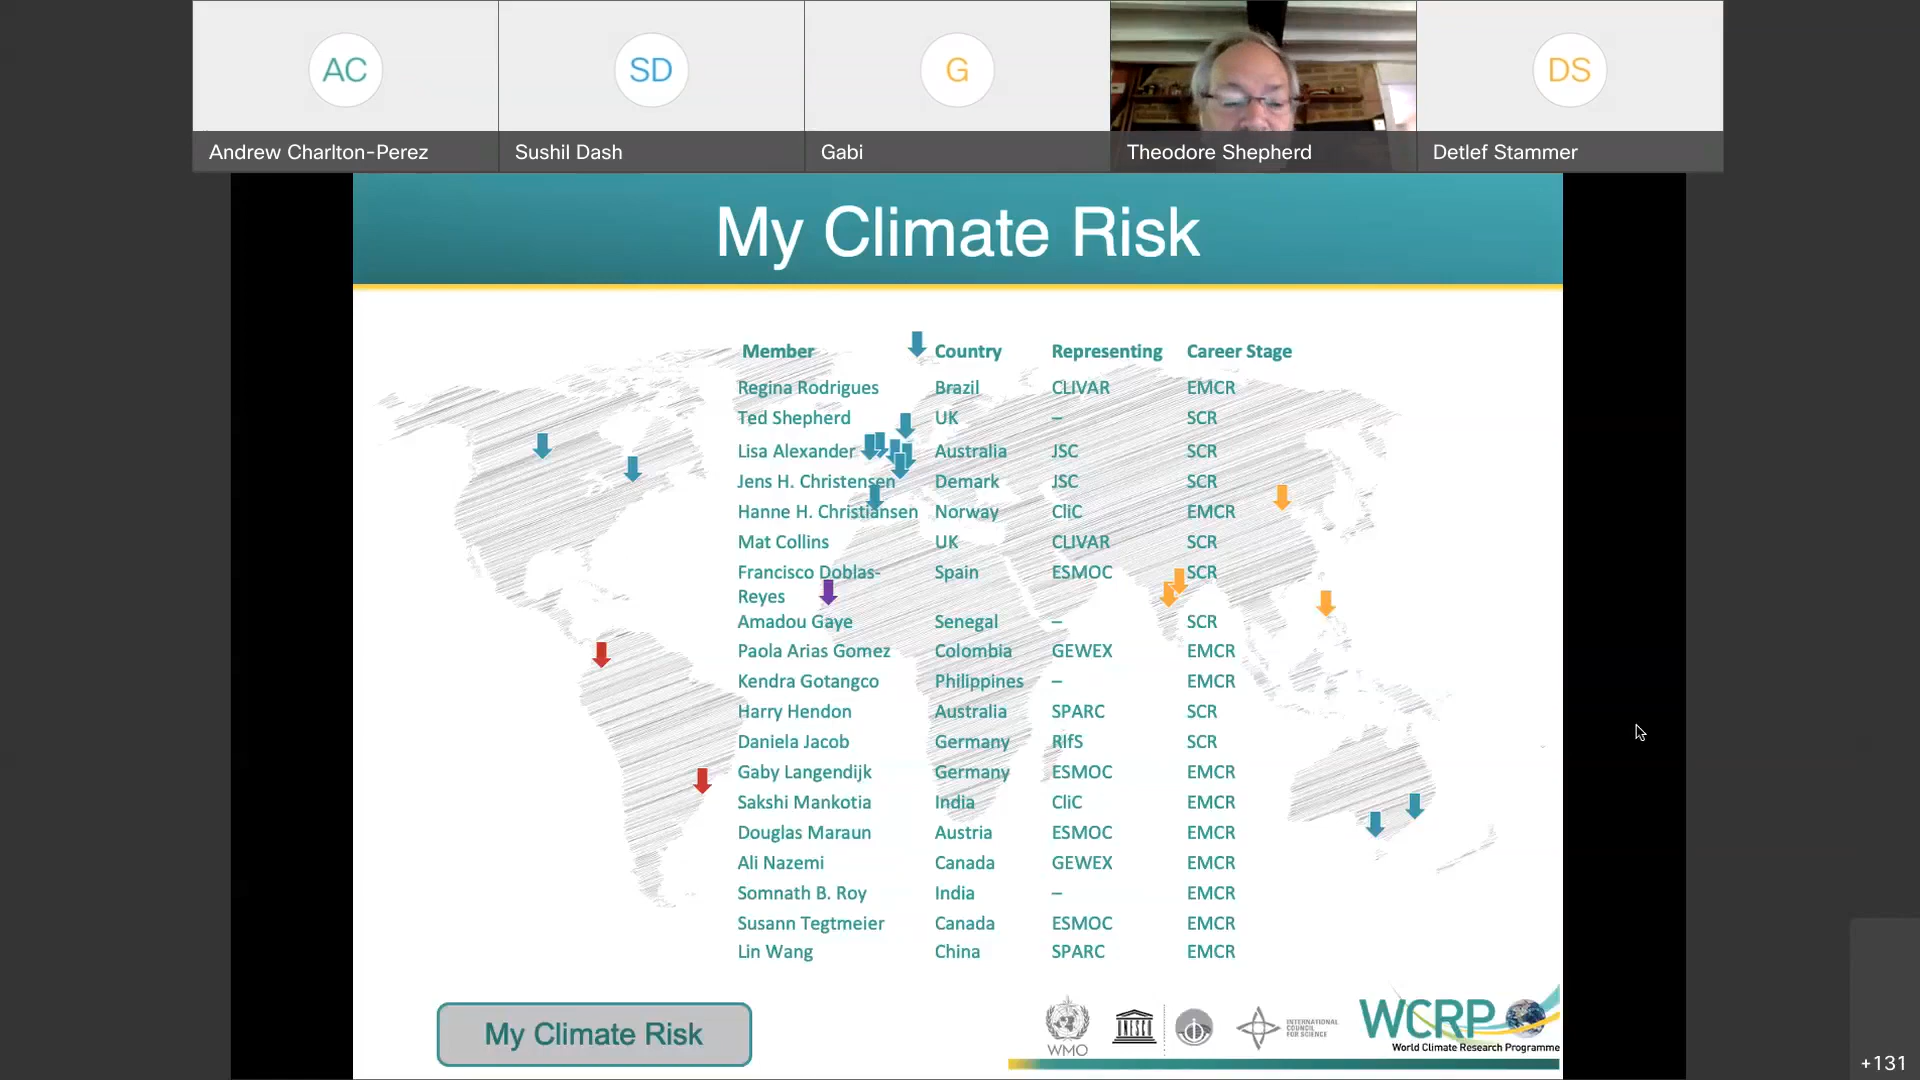 AC
SD
G
DS
Andrew Charlton-Perez
Sushil Dash
Gabi
Theodore Shepherd
Detlef Stammer
My Climate Risk
Member Country Representing Career Stage
Regina Rodrigues Brazil CLIVAR EMCR
Ted Shepherd UK – SCR
Lisa Alexander Australia JSC SCR
Jens H. Christensen Demark JSC SCR
Hanne H. Christiansen Norway CliC EMCR
Mat Collins UK CLIVAR SCR
Francisco Doblas- Spain ESMOC SCR
Reyes
Amadou Gaye Senegal – SCR
Paola Arias Gomez Colombia GEWEX EMCR
Kendra Gotangco Philippines – EMCR
Harry Hendon Australia SPARC SCR
Daniela Jacob Germany RIfS SCR
Gaby Langendijk Germany ESMOC EMCR
Sakshi Mankotia India CliC EMCR
Douglas Maraun Austria ESMOC EMCR
Ali Nazemi Canada GEWEX EMCR
Somnath B. Roy India – EMCR
Susann Tegtmeier Canada ESMOC EMCR
Lin Wang China SPARC EMCR
My Climate Risk
WMO
UNESCO
INTERNATIONAL
COUNCIL
FOR SCIENCE
WCRP
World Climate Research Programme
+131